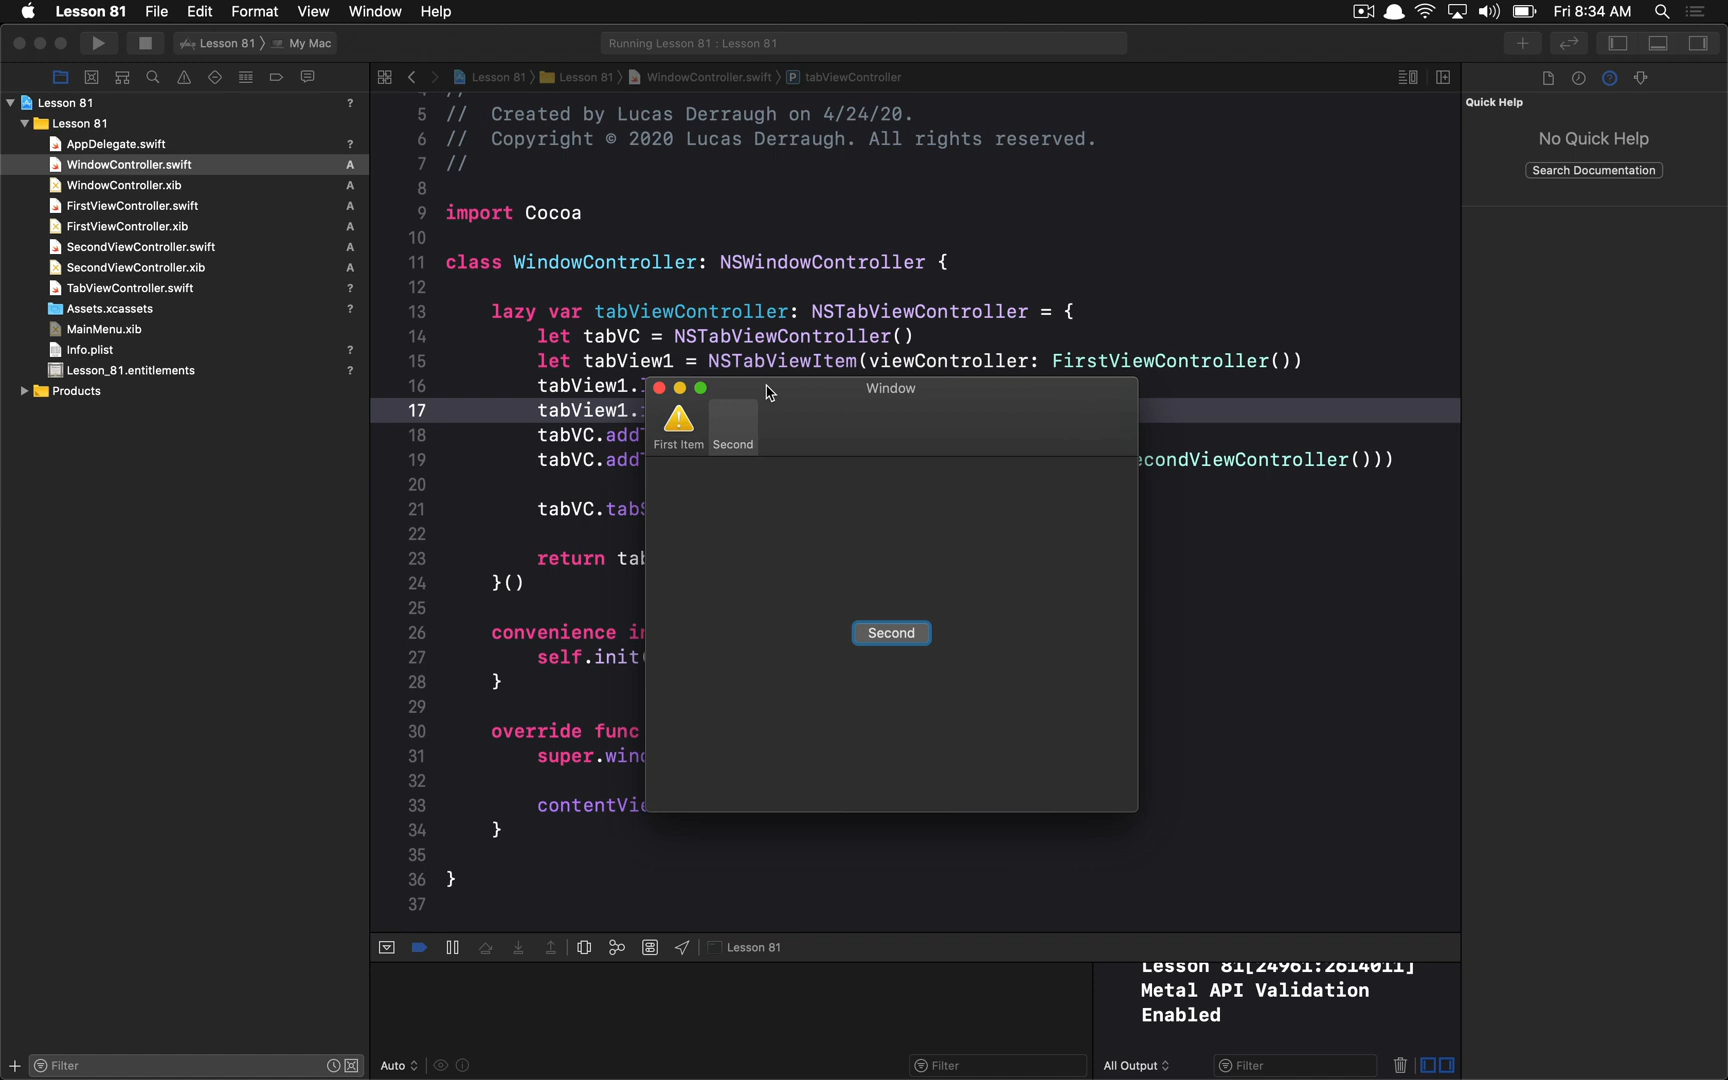 Lesson 81 File Edit Format View Window Help Fri 8:34 AM
Lesson 81 My Mac Running Lesson 81 : Lesson 81
Lesson 81 Lesson 81 WindowController.swift P tabViewController
Lesson 81 ?
Lesson 81
AppDelegate.swift ?
WindowController.swift A
WindowController.xib A
FirstViewController.swift A
FirstViewController.xib A
SecondViewController.swift A
SecondViewController.xib A
TabViewController.swift ?
Assets.xcassets ?
MainMenu.xib
Info.plist ?
Lesson_81.entitlements ?
Products
5 // Created by Lucas Derraugh on 4/24/20.
6 // Copyright © 2020 Lucas Derraugh. All rights reserved.
7 //
8
9 import Cocoa
10
11 class WindowController: NSWindowController {
12
13 lazy var tabViewController: NSTabViewController = {
14 let tabVC = NSTabViewController()
15 let tabView1 = NSTabViewItem(viewController: FirstViewController())
16 tabView1.
17 tabView1.
18 tabVC.add
19 tabVC.add econdViewController()))
20
21 tabVC.tab
22
23 return ta
24 }()
25
26 convenience i
27 self.init
28 }
29
30 override func
31 super.win
32
33 contentVi
34 }
35
36 }
37
Window
First Item Second
Second
Quick Help
No Quick Help
Search Documentation
Lesson 81
Lesson 81[24961:2614011]
Metal API Validation
Enabled
Filter
Auto
Filter
All Output
Filter